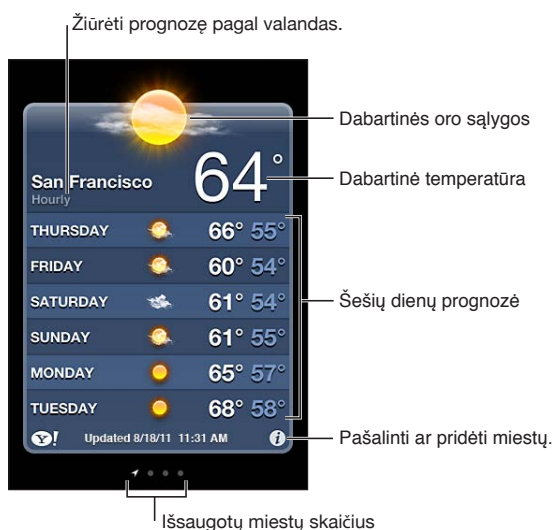 Žiūrėti prognozę pagal valandas.
Dabartinės oro sąlygos
San Francisco
64°
Dabartinė temperatūra
Hourly
THURSDAY 66° 55°
FRIDAY 60° 54°
SATURDAY 61° 54°
Šešių dienų prognozė
SUNDAY 61° 55°
MONDAY 65° 57°
TUESDAY 68° 58°
Y! Updated 8/18/11 11:31 AM i
Pašalinti ar pridėti miestų.
Išsaugotų miestų skaičius